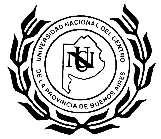 UNIVERSIDAD NACIONAL DEL CENTRO
DE LA PROVINCIA DE BUENOS AIRES